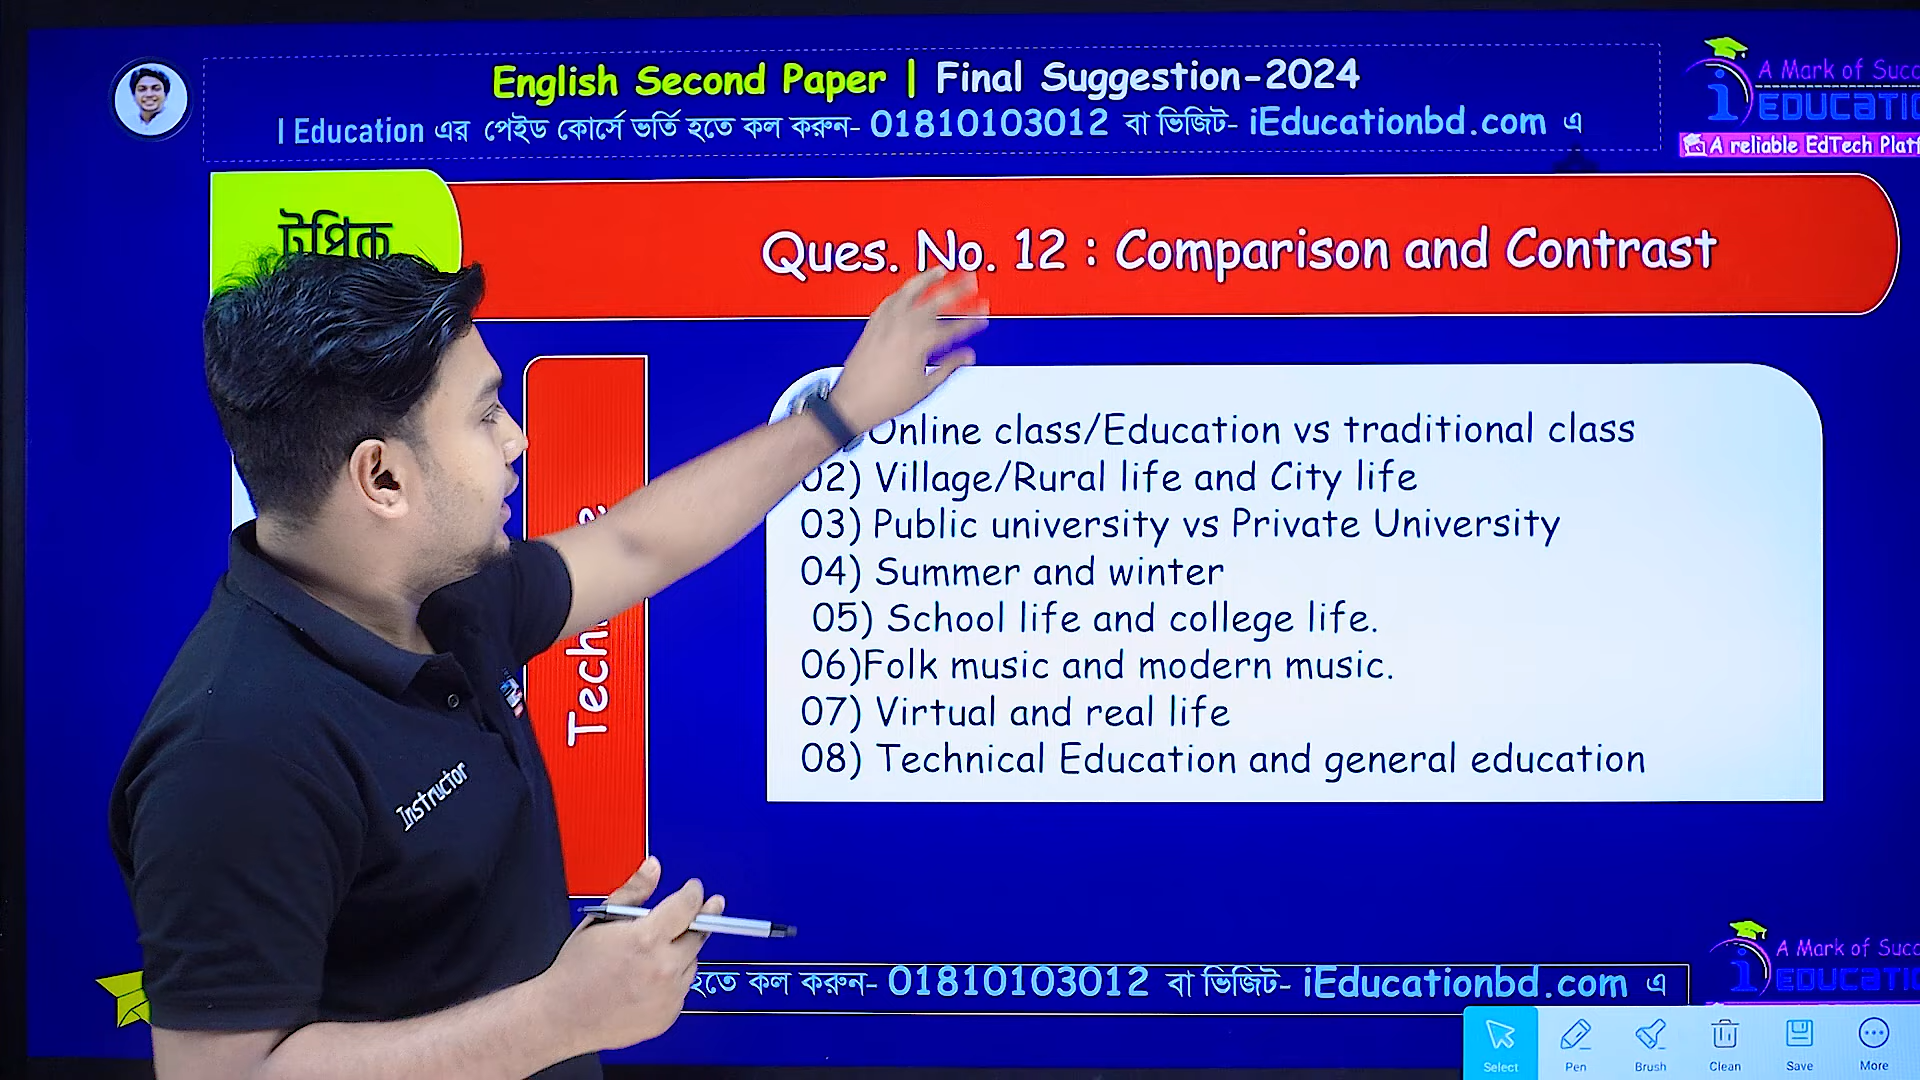 English Second Paper | Final Suggestion-2024
I Education এর পেইড কোর্সে ভর্তি হতে কল করুন- 01810103012 বা ভিজিট- iEducationbd.com এ
A Mark of Succ
EDUCATIO
A reliable EdTech Platf
টপিক
Ques. No. 12 : Comparison and Contrast
Online class/Education vs traditional class
02) Village/Rural life and City life
03) Public university vs Private University
04) Summer and winter
05) School life and college life.
06)Folk music and modern music.
07) Virtual and real life
08) Technical Education and general education
Instructor
হতে কল করুন- 01810103012 বা ভিজিট- iEducationbd.com এ
A Mark of Succ
EDUCATIO
Select
Pen
Brush
Clean
Save
More